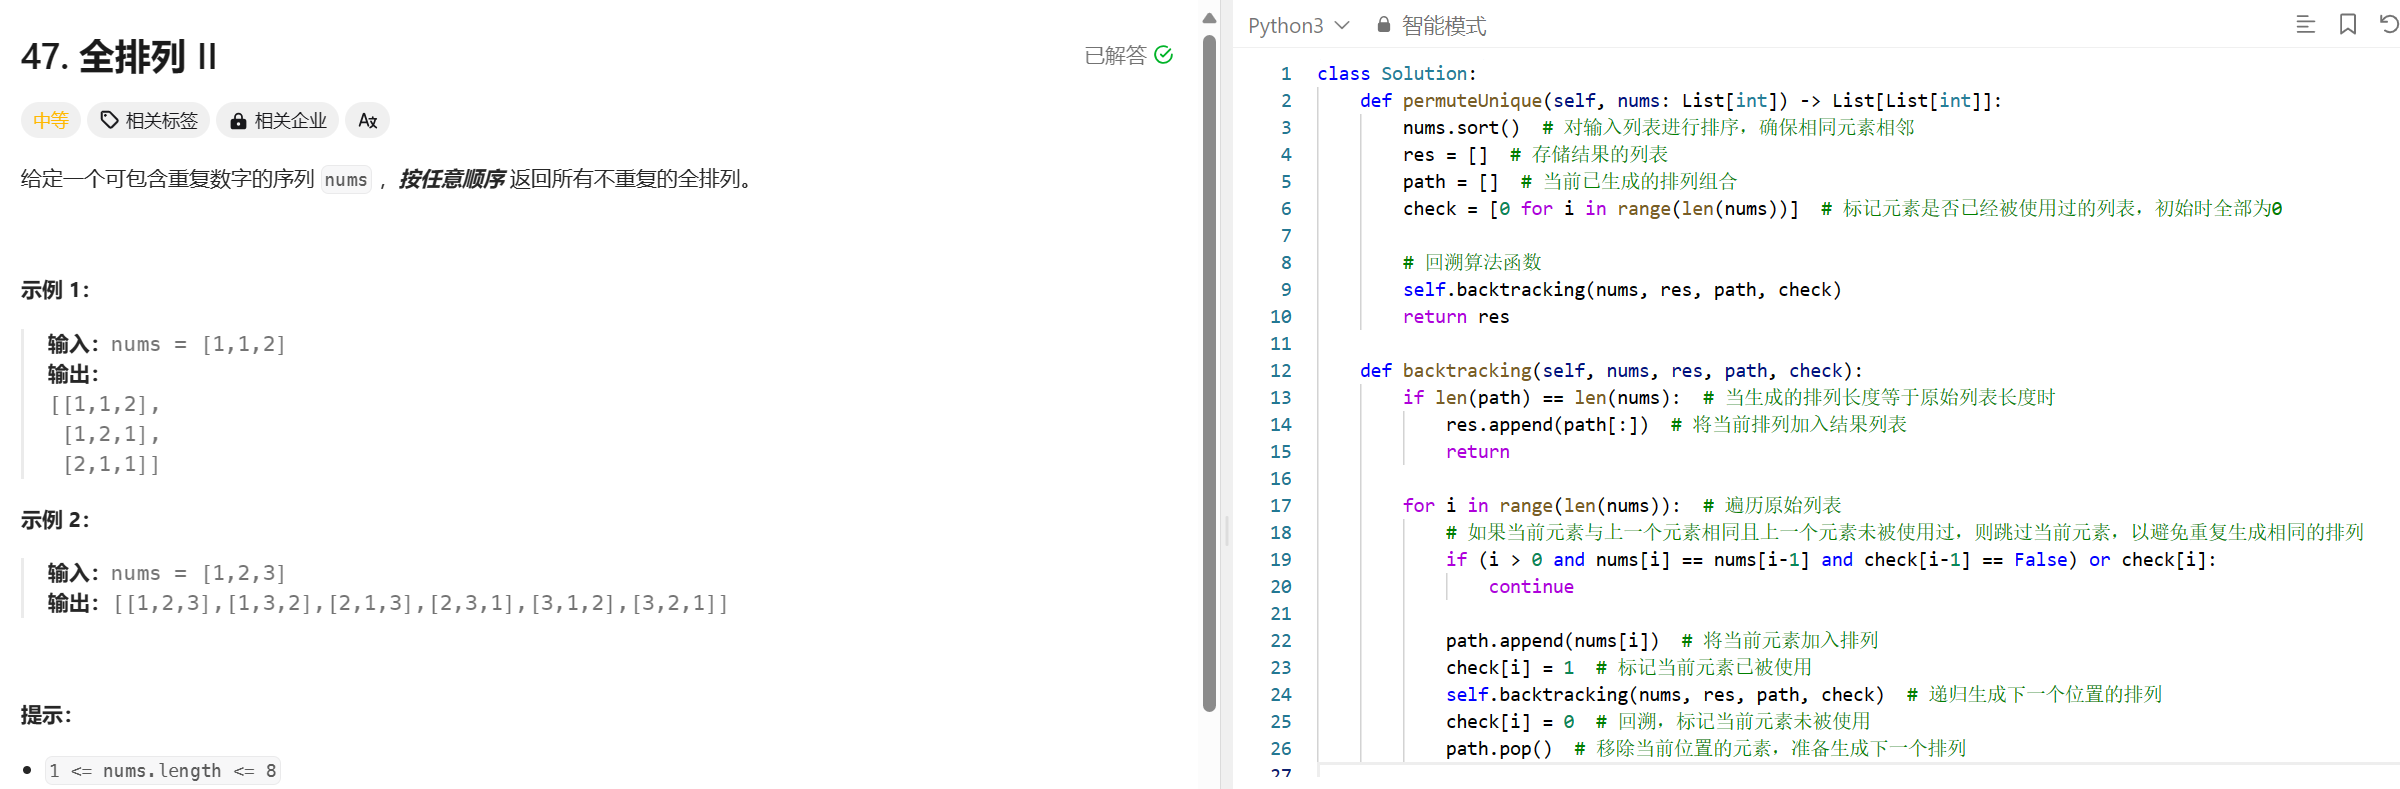 47. 全排列 II
已解答
中等
相关标签
相关企业
给定一个可包含重复数字的序列 nums ，按任意顺序 返回所有不重复的全排列。
示例 1：
输入：nums = [1,1,2]
输出：
[[1,1,2],
 [1,2,1],
 [2,1,1]]
示例 2：
输入：nums = [1,2,3]
输出：[[1,2,3],[1,3,2],[2,1,3],[2,3,1],[3,1,2],[3,2,1]]
提示：
• 1 <= nums.length <= 8
Python3
智能模式
1 class Solution:
2     def permuteUnique(self, nums: List[int]) -> List[List[int]]:
3         nums.sort()  # 对输入列表进行排序，确保相同元素相邻
4         res = []  # 存储结果的列表
5         path = []  # 当前已生成的排列组合
6         check = [0 for i in range(len(nums))]  # 标记元素是否已经被使用过的列表，初始时全部为0
7
8         # 回溯算法函数
9         self.backtracking(nums, res, path, check)
10         return res
11
12     def backtracking(self, nums, res, path, check):
13         if len(path) == len(nums):  # 当生成的排列长度等于原始列表长度时
14             res.append(path[:])  # 将当前排列加入结果列表
15             return
16
17         for i in range(len(nums)):  # 遍历原始列表
18             # 如果当前元素与上一个元素相同且上一个元素未被使用过，则跳过当前元素，以避免重复生成相同的排列
19             if (i > 0 and nums[i] == nums[i-1] and check[i-1] == False) or check[i]:
20                 continue
21
22             path.append(nums[i])  # 将当前元素加入排列
23             check[i] = 1  # 标记当前元素已被使用
24             self.backtracking(nums, res, path, check)  # 递归生成下一个位置的排列
25             check[i] = 0  # 回溯，标记当前元素未被使用
26             path.pop()  # 移除当前位置的元素，准备生成下一个排列
27